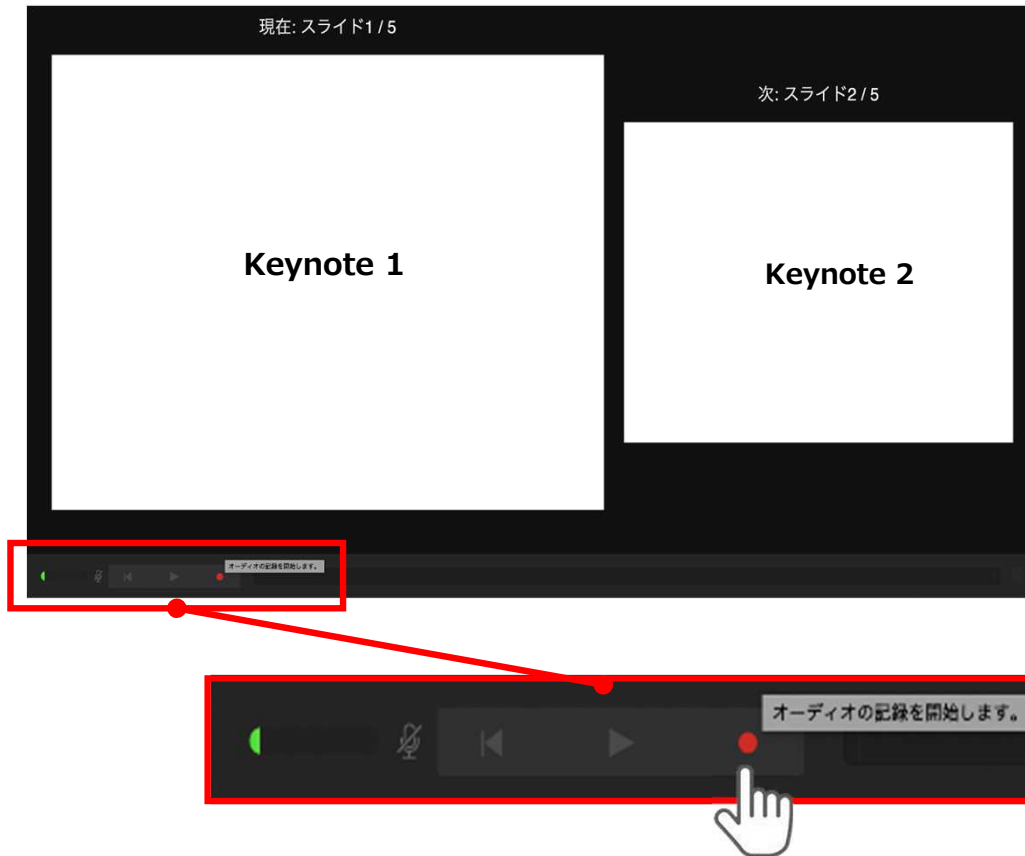 現在: スライド1 / 5
次: スライド2 / 5
Keynote 1
Keynote 2
オーディオの記録を開始します。
オーディオの記録を開始します。